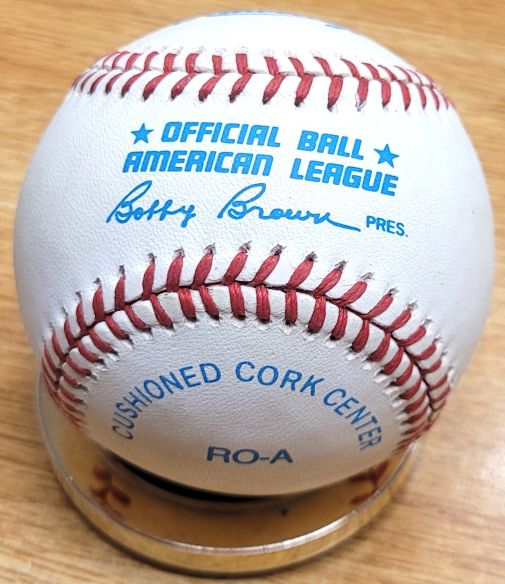 ★ OFFICIAL BALL ★
AMERICAN LEAGUE
Bobby Brown PRES.
CUSHIONED CORK CENTER
RO-A